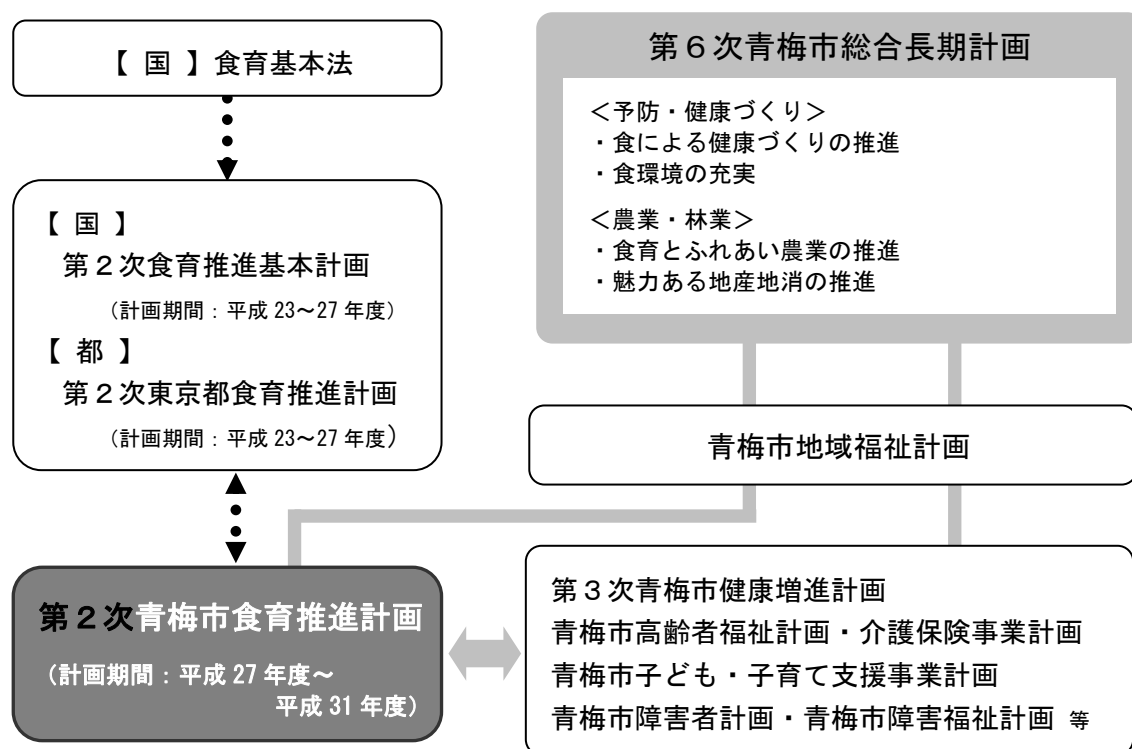 【 国 】食育基本法
【 国 】
第２次食育推進基本計画
（計画期間：平成 23～27 年度）
【 都 】
第２次東京都食育推進計画
（計画期間：平成 23～27 年度）
第２次青梅市食育推進計画
（計画期間：平成 27 年度～
平成 31 年度）
第６次青梅市総合長期計画
＜予防・健康づくり＞
・食による健康づくりの推進
・食環境の充実
＜農業・林業＞
・食育とふれあい農業の推進
・魅力ある地産地消の推進
青梅市地域福祉計画
第３次青梅市健康増進計画
青梅市高齢者福祉計画・介護保険事業計画
青梅市子ども・子育て支援事業計画
青梅市障害者計画・青梅市障害福祉計画 等